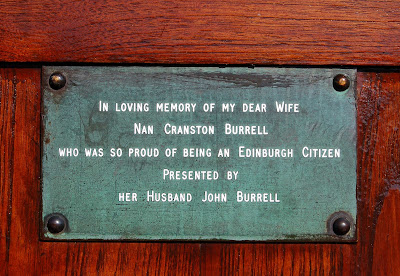 In loving memory of my dear Wife
Nan Cranston Burrell
who was so proud of being an Edinburgh Citizen
Presented by
her Husband John Burrell